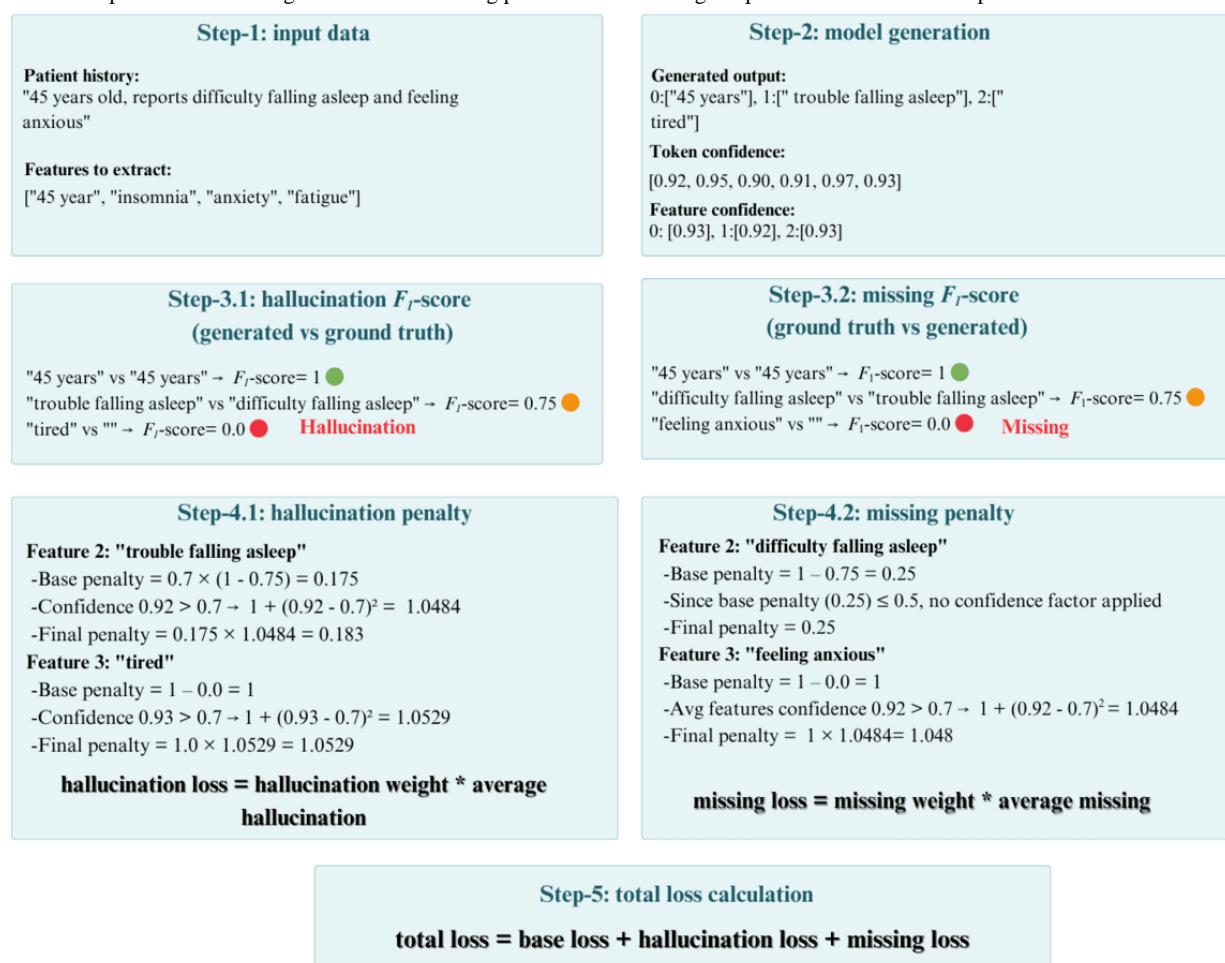 Step-1: input data
Patient history:
"45 years old, reports difficulty falling asleep and feeling
anxious"
Features to extract:
["45 year", "insomnia", "anxiety", "fatigue"]
Step-2: model generation
Generated output:
0:["45 years"], 1:[" trouble falling asleep"], 2:["
tired"]
Token confidence:
[0.92, 0.95, 0.90, 0.91, 0.97, 0.93]
Feature confidence:
0: [0.93], 1:[0.92], 2:[0.93]
Step-3.1: hallucination F₁-score
(generated vs ground truth)
"45 years" vs "45 years" → F₁-score= 1
"trouble falling asleep" vs "difficulty falling asleep" → F₁-score= 0.75
"tired" vs "" → F₁-score= 0.0 Hallucination
Step-3.2: missing F₁-score
(ground truth vs generated)
"45 years" vs "45 years" → F₁-score= 1
"difficulty falling asleep" vs "trouble falling asleep" → F₁-score= 0.75
"feeling anxious" vs "" → F₁-score= 0.0 Missing
Step-4.1: hallucination penalty
Feature 2: "trouble falling asleep"
-Base penalty = 0.7 × (1 - 0.75) = 0.175
-Confidence 0.92 > 0.7 → 1 + (0.92 - 0.7)² = 1.0484
-Final penalty = 0.175 × 1.0484 = 0.183
Feature 3: "tired"
-Base penalty = 1 – 0.0 = 1
-Confidence 0.93 > 0.7 → 1 + (0.93 - 0.7)² = 1.0529
-Final penalty = 1.0 × 1.0529 = 1.0529
hallucination loss = hallucination weight * average
hallucination
Step-4.2: missing penalty
Feature 2: "difficulty falling asleep"
-Base penalty = 1 – 0.75 = 0.25
-Since base penalty (0.25) ≤ 0.5, no confidence factor applied
-Final penalty = 0.25
Feature 3: "feeling anxious"
-Base penalty = 1 – 0.0 = 1
-Avg features confidence 0.92 > 0.7 → 1 + (0.92 - 0.7)² = 1.0484
-Final penalty = 1 × 1.0484= 1.048
missing loss = missing weight * average missing
Step-5: total loss calculation
total loss = base loss + hallucination loss + missing loss